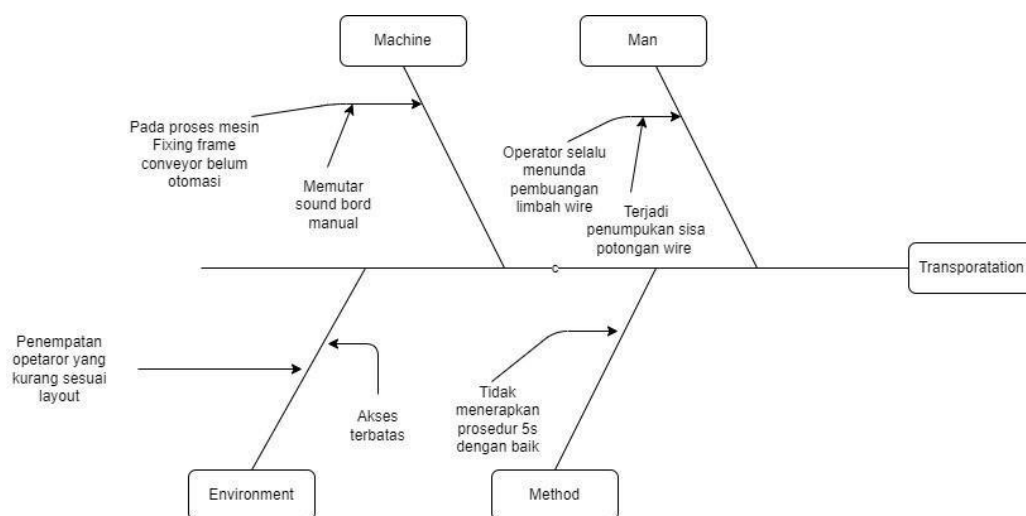 Machine
Man
Pada proses mesin
Fixing frame
conveyor belum
otomasi
Memutar
sound bord
manual
Operator selalu
menunda
pembuangan
limbah wire
Terjadi
penumpukan sisa
potongan wire
c
Transporatation
Penempatan
opetaror yang
kurang sesuai
layout
Akses
terbatas
Tidak
menerapkan
prosedur 5s
dengan baik
Environment
Method